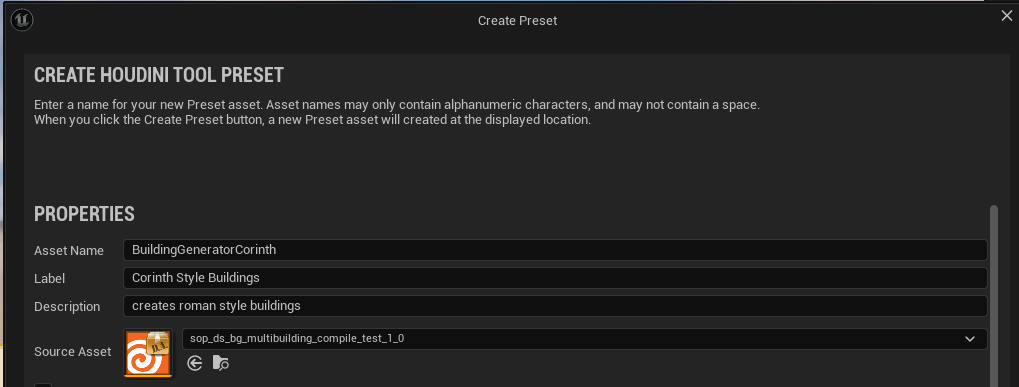 Create Preset
CREATE HOUDINI TOOL PRESET
Enter a name for your new Preset asset. Asset names may only contain alphanumeric characters, and may not contain a space.
When you click the Create Preset button, a new Preset asset will created at the displayed location.
PROPERTIES
Asset Name BuildingGeneratorCorinth
Label Corinth Style Buildings
Description creates roman style buildings
Source Asset sop_ds_bg_multibuilding_compile_test_1_0